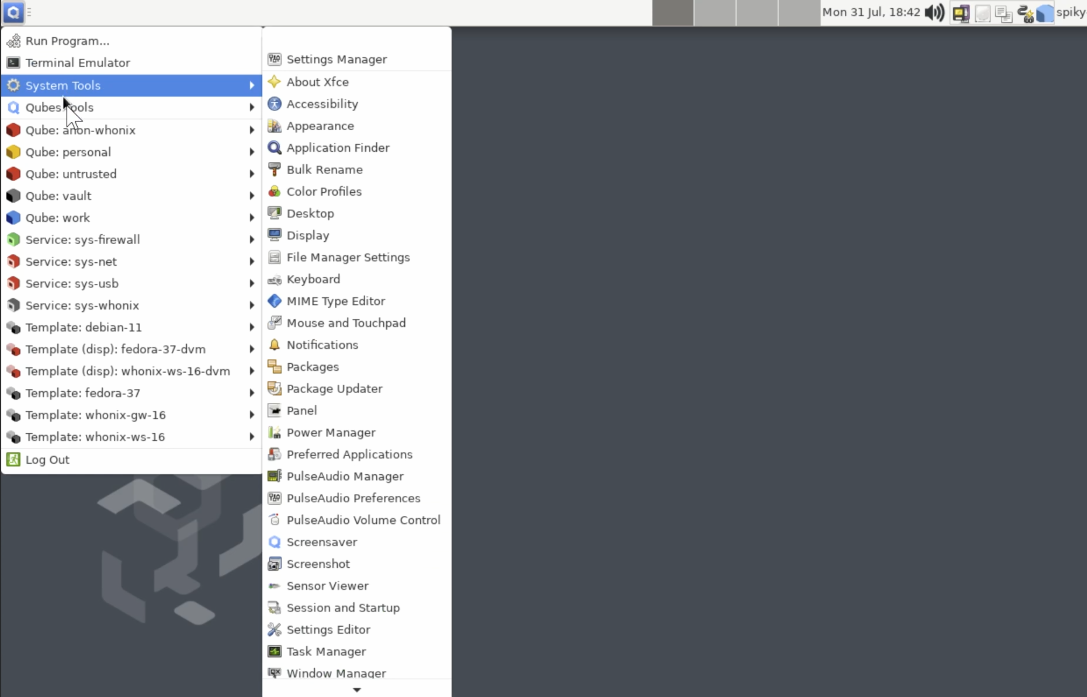 Mon 31 Jul, 18:42
spiky
Run Program...
Terminal Emulator
System Tools
Qubes Tools
Qube: anon-whonix
Qube: personal
Qube: untrusted
Qube: vault
Qube: work
Service: sys-firewall
Service: sys-net
Service: sys-usb
Service: sys-whonix
Template: debian-11
Template (disp): fedora-37-dvm
Template (disp): whonix-ws-16-dvm
Template: fedora-37
Template: whonix-gw-16
Template: whonix-ws-16
Log Out
Settings Manager
About Xfce
Accessibility
Appearance
Application Finder
Bulk Rename
Color Profiles
Desktop
Display
File Manager Settings
Keyboard
MIME Type Editor
Mouse and Touchpad
Notifications
Packages
Package Updater
Panel
Power Manager
Preferred Applications
PulseAudio Manager
PulseAudio Preferences
PulseAudio Volume Control
Screensaver
Screenshot
Sensor Viewer
Session and Startup
Settings Editor
Task Manager
Window Manager